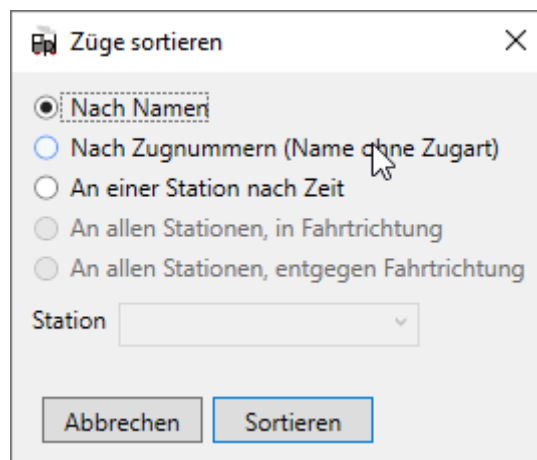 Fpl Züge sortieren
Nach Namen
Nach Zugnummern (Name ohne Zugart)
An einer Station nach Zeit
An allen Stationen, in Fahrtrichtung
An allen Stationen, entgegen Fahrtrichtung
Station
Abbrechen Sortieren